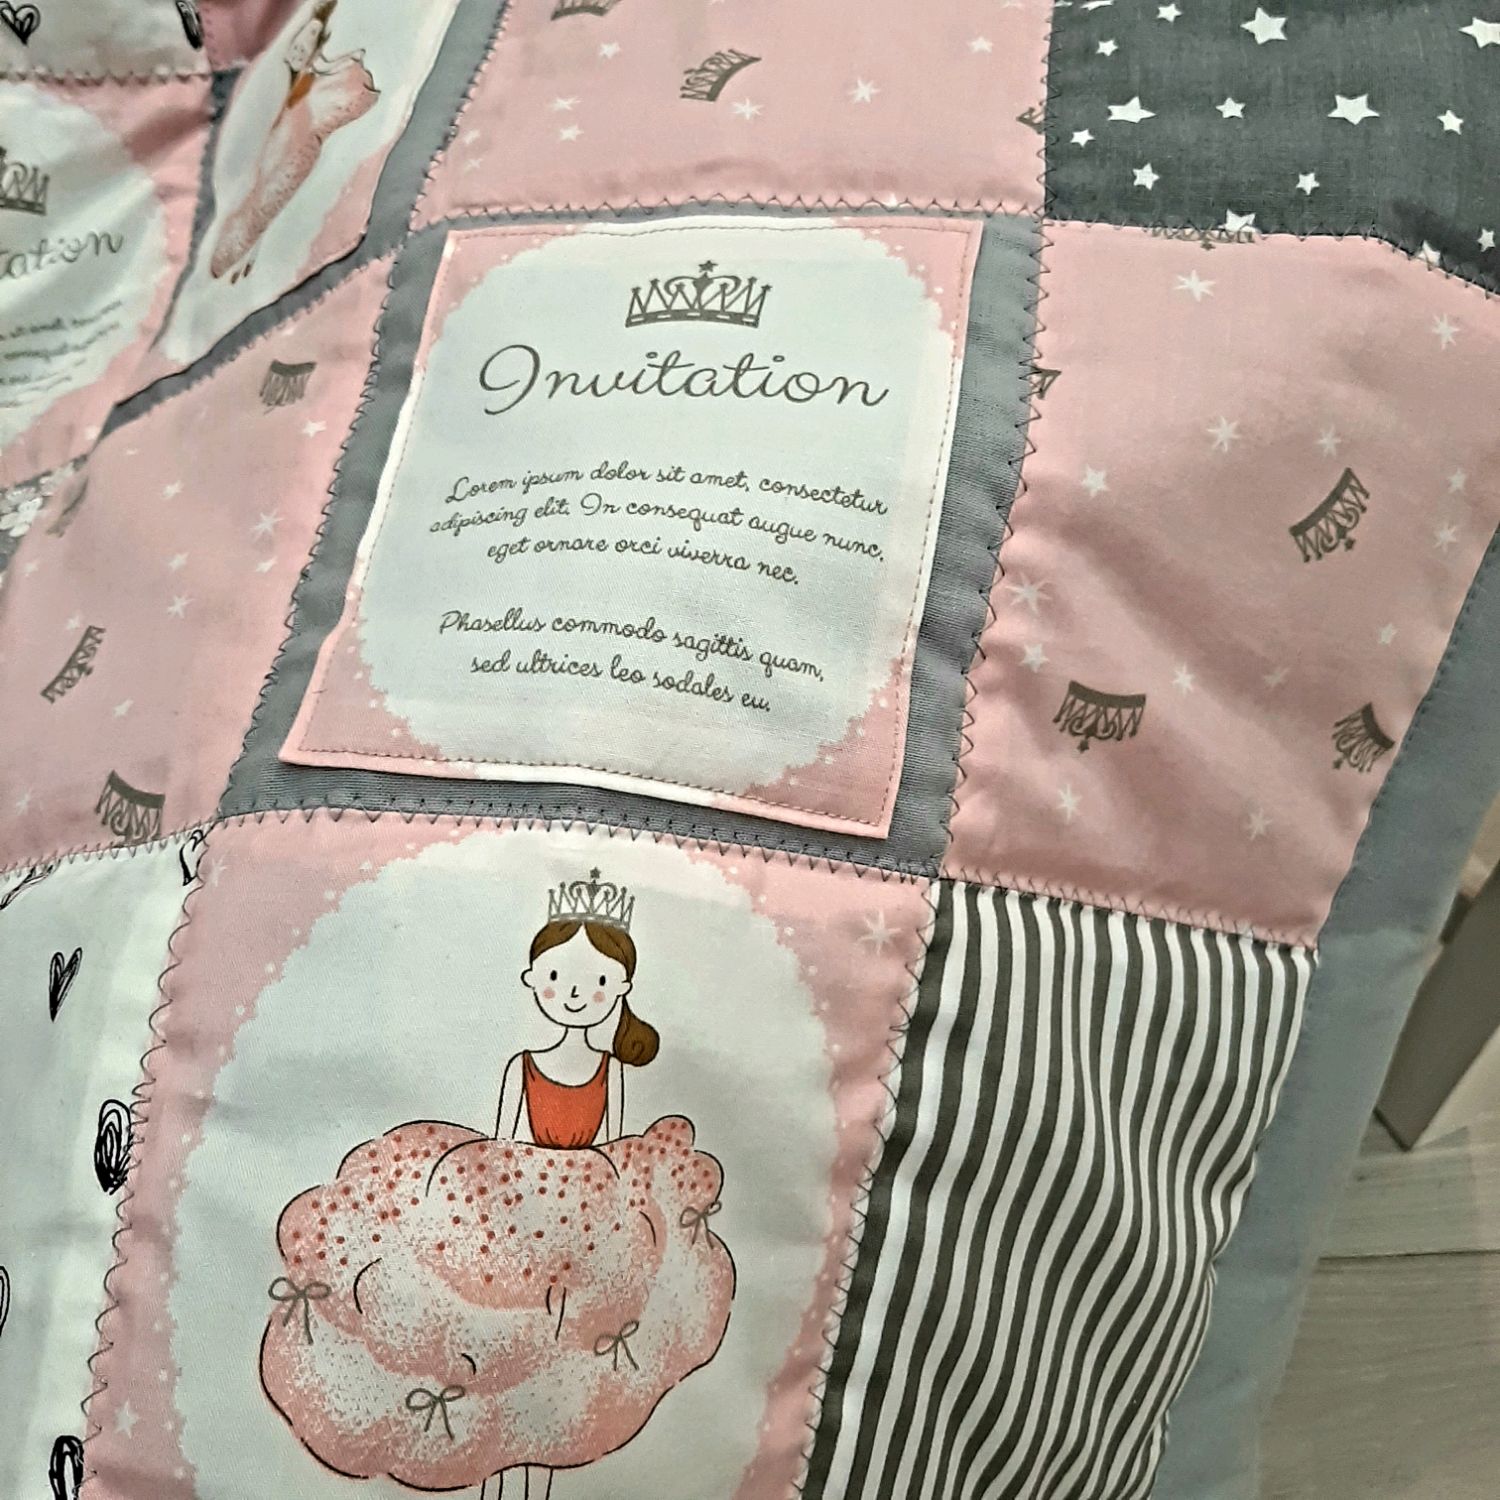 Invitation
Lorem ipsum dolor sit amet, consectetur
adipiscing elit. In consequat augue nunc,
eget ornare orci viverra nec.
Phasellus commodo sagittis quam,
sed ultrices leo sodales eu.
tation